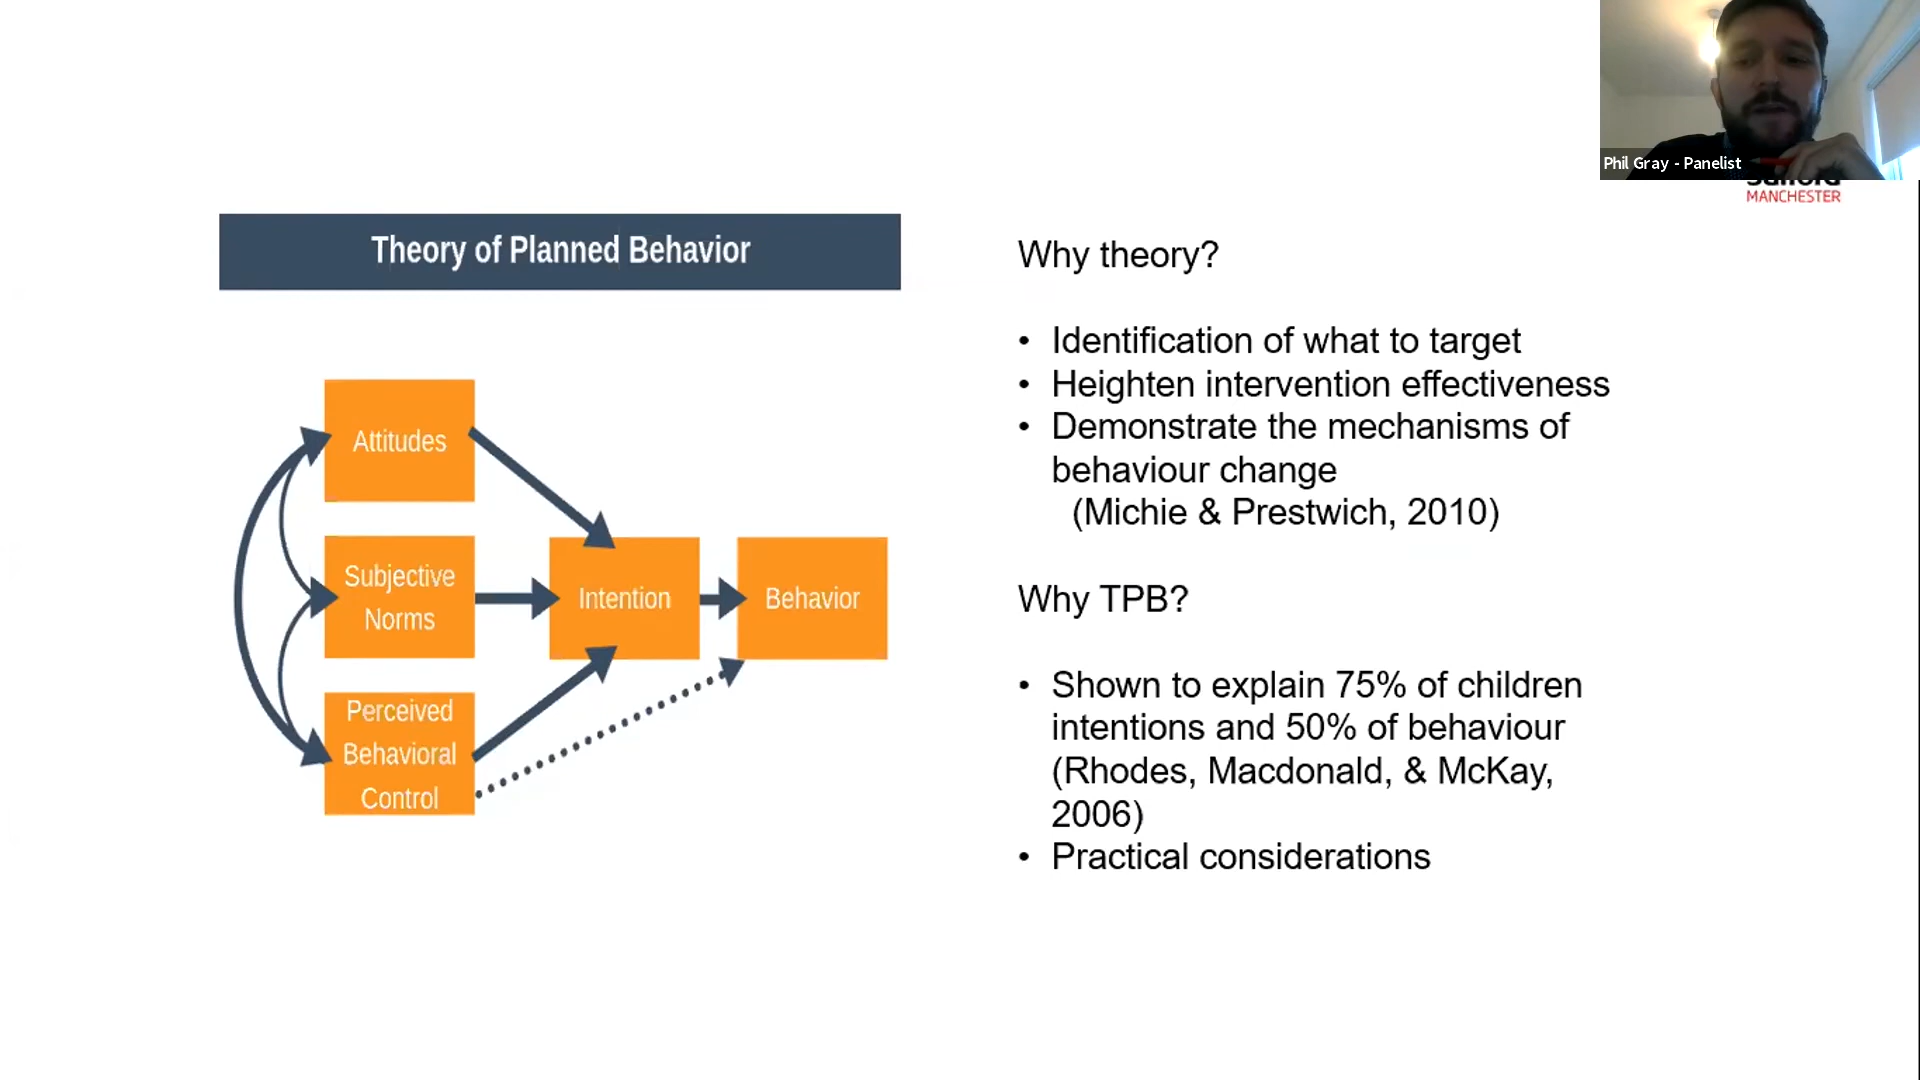 Phil Gray - Panelist
MANCHESTER
Theory of Planned Behavior
Attitudes
Subjective
Norms
Perceived
Behavioral
Control
Intention
Behavior
Why theory?
• Identification of what to target
• Heighten intervention effectiveness
• Demonstrate the mechanisms of
behaviour change
(Michie & Prestwich, 2010)
Why TPB?
• Shown to explain 75% of children
intentions and 50% of behaviour
(Rhodes, Macdonald, & McKay,
2006)
• Practical considerations